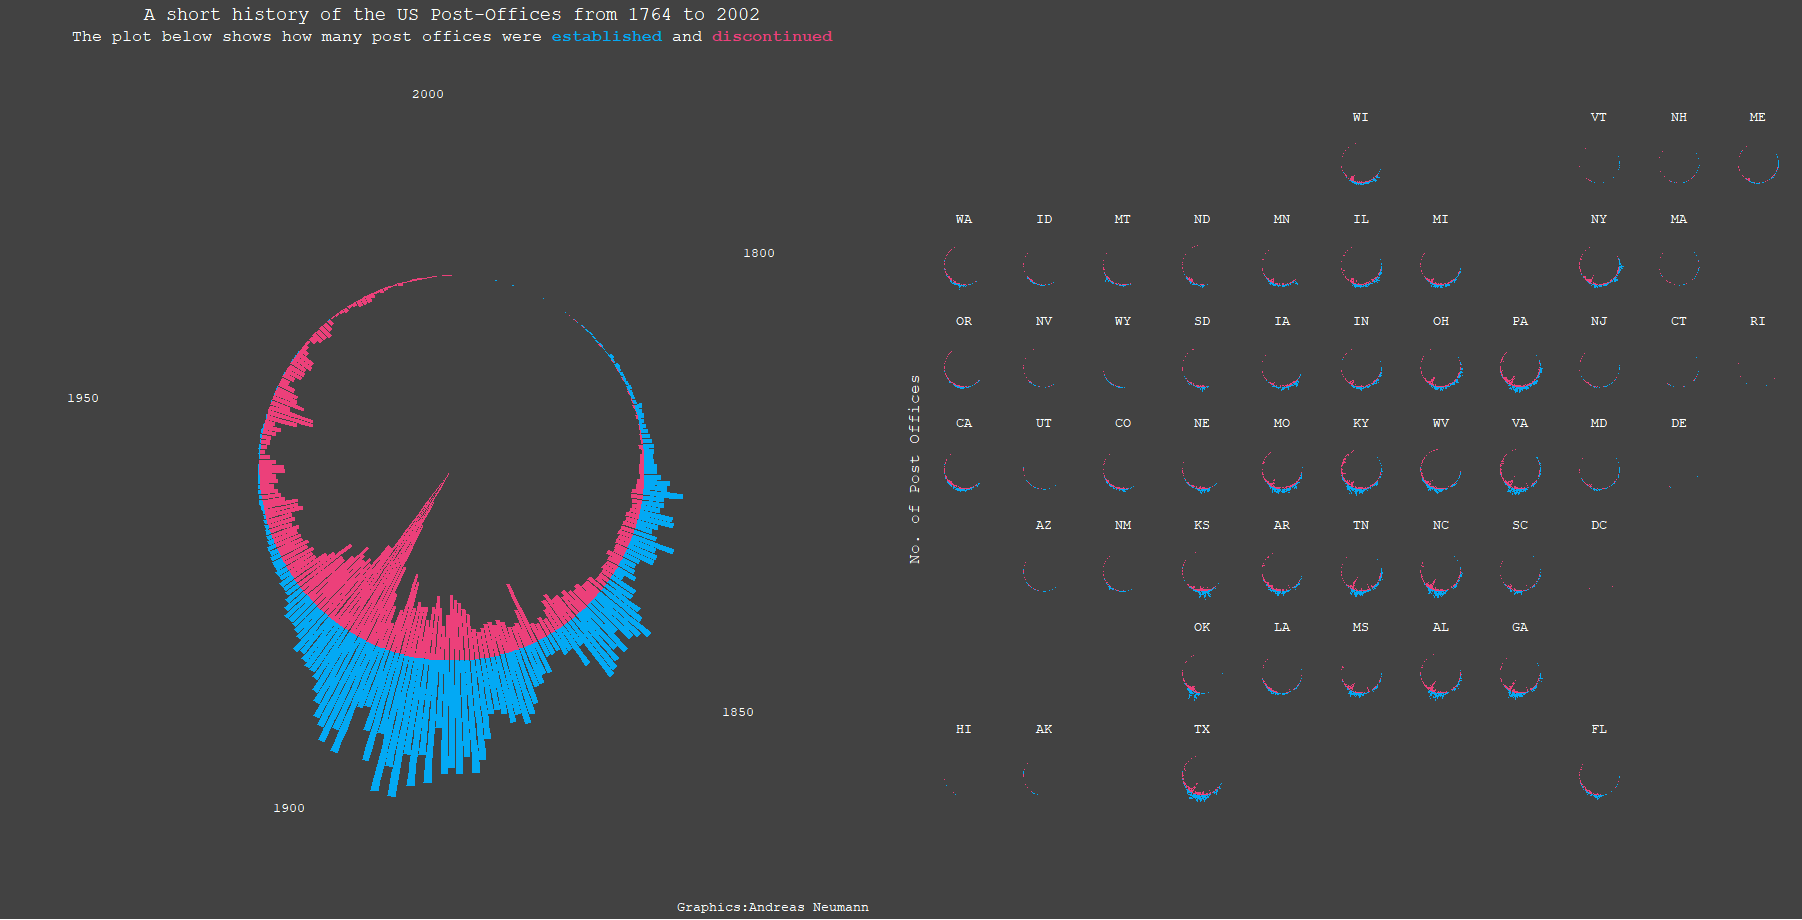 A short history of the US Post-Offices from 1764 to 2002
The plot below shows how many post offices were established and discontinued
2000
1800
1950
1850
1900
No. of Post Offices
WI VT NH ME
WA ID MT ND MN IL MI NY MA
OR NV WY SD IA IN OH PA NJ CT RI
CA UT CO NE MO KY WV VA MD DE
AZ NM KS AR TN NC SC DC
OK LA MS AL GA
HI AK TX FL
Graphics:Andreas Neumann